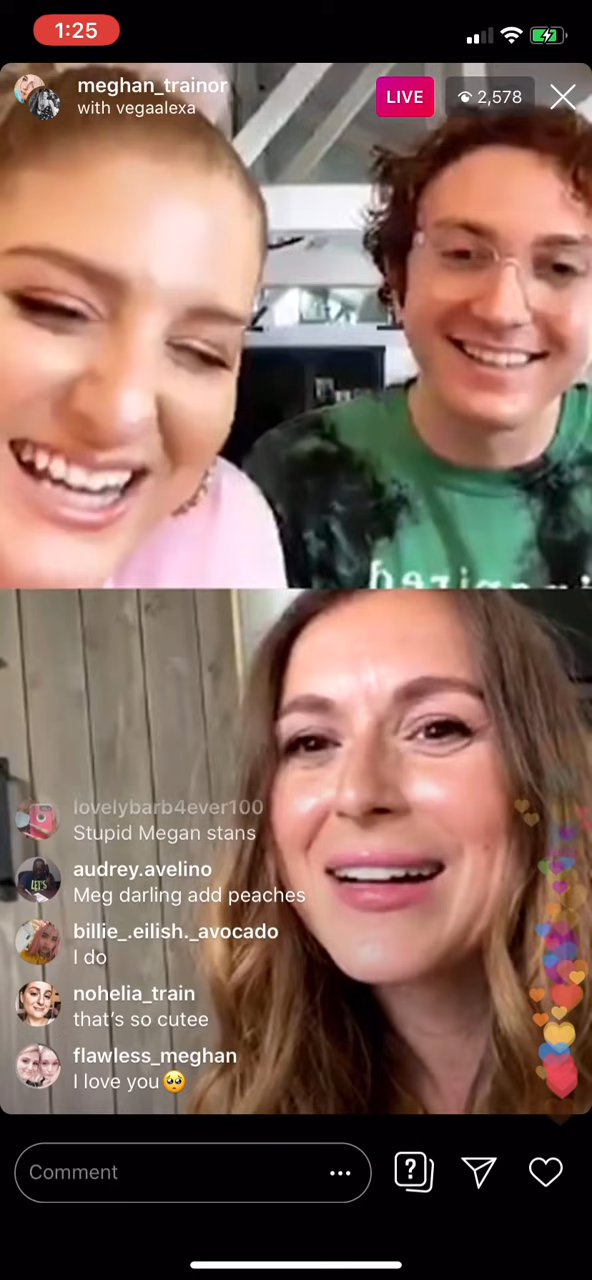 1:25
meghan_trainor
with vegaalexa
LIVE
2,578
lovelybarb4ever100
Stupid Megan stans
audrey.avelino
Meg darling add peaches
billie_.eilish._avocado
I do
nohelia_train
that's so cutee
flawless_meghan
I love you🥺
Comment